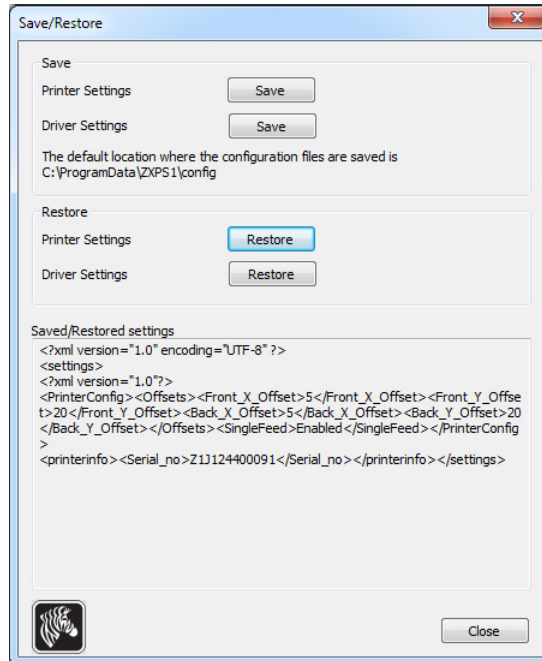 Save/Restore
Save
Printer Settings
Save
Driver Settings
Save
The default location where the configuration files are saved is
C:\ProgramData\ZXPS1\config
Restore
Printer Settings
Restore
Driver Settings
Restore
Saved/Restored settings
<?xml version="1.0" encoding="UTF-8" ?>
<settings>
<?xml version="1.0"?>
<PrinterConfig><Offsets><Front_X_Offset>5</Front_X_Offset><Front_Y_Offse
t>20</Front_Y_Offset><Back_X_Offset>5</Back_X_Offset><Back_Y_Offset>20
</Back_Y_Offset></Offsets><SingleFeed>Enabled</SingleFeed></PrinterConfig
>
<printerinfo><Serial_no>Z1J124400091</Serial_no></printerinfo></settings>
Close